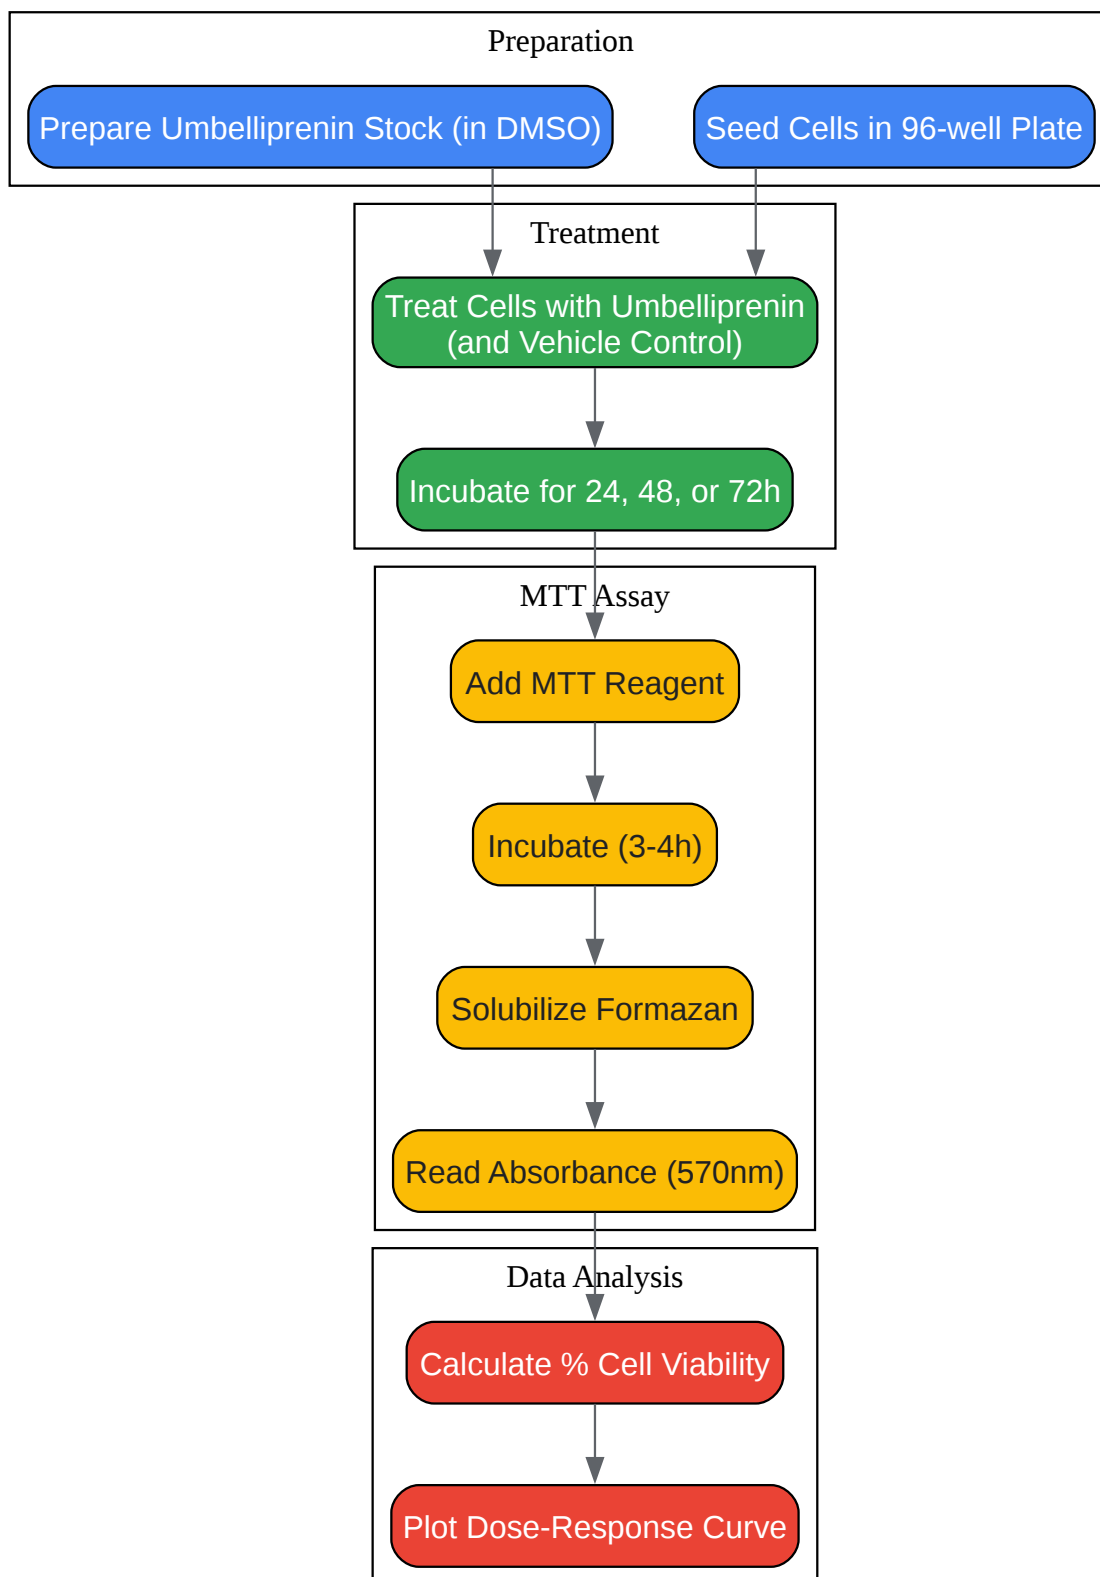 Preparation
Prepare Umbelliprenin Stock (in DMSO)
Seed Cells in 96-well Plate
Treatment
Treat Cells with Umbelliprenin
(and Vehicle Control)
Incubate for 24, 48, or 72h
MTT Assay
Add MTT Reagent
Incubate (3-4h)
Solubilize Formazan
Read Absorbance (570nm)
Data Analysis
Calculate % Cell Viability
Plot Dose-Response Curve